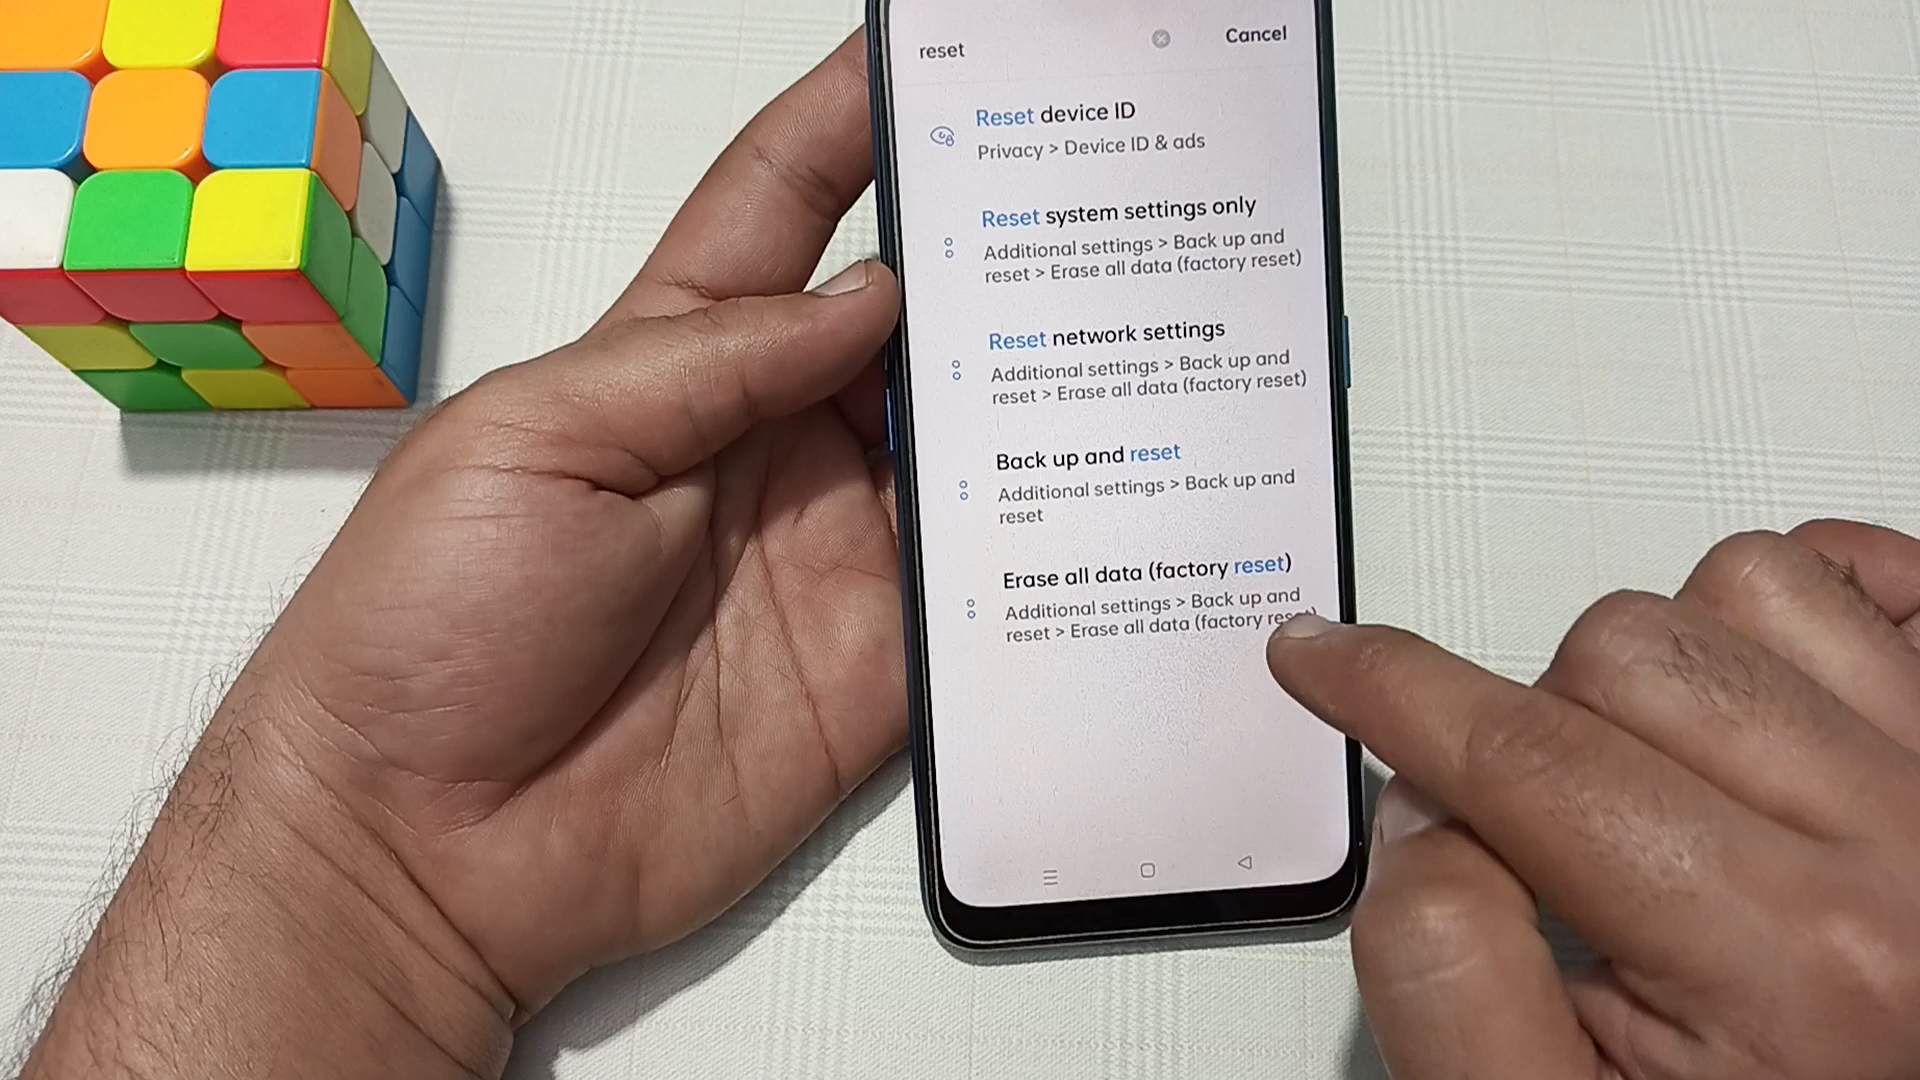 reset
Cancel
Reset device ID
Privacy > Device ID & ads
Reset system settings only
Additional settings > Back up and
reset > Erase all data (factory reset)
Reset network settings
Additional settings > Back up and
reset > Erase all data (factory reset)
Back up and reset
Additional settings > Back up and
reset
Erase all data (factory reset)
Additional settings > Back up and
reset > Erase all data (factory reset)